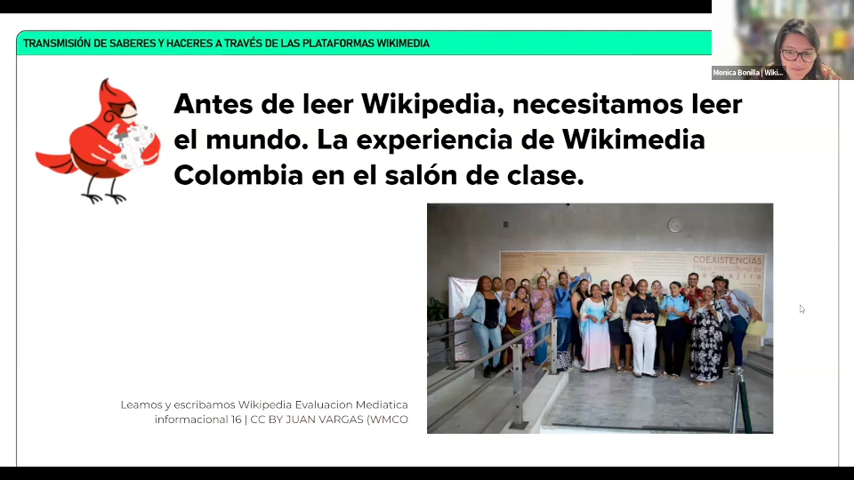 TRANSMISIÓN DE SABERES Y HACERES A TRAVÉS DE LAS PLATAFORMAS WIKIMEDIA
Monica Bonilla | Wiki...
Antes de leer Wikipedia, necesitamos leer
el mundo. La experiencia de Wikimedia
Colombia en el salón de clase.
COEXISTENCIAS
Leamos y escribamos Wikipedia Evaluacion Mediatica
informacional 16 | CC BY JUAN VARGAS (WMCO